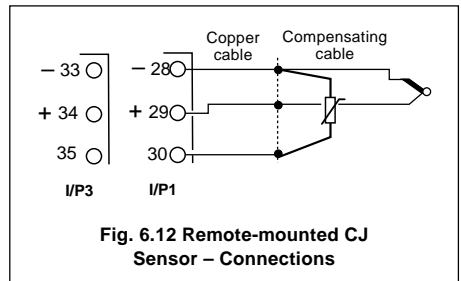 Copper cable
Compensating cable
– 33
+ 34
35
I/P3
– 28
+ 29
30
I/P1
Fig. 6.12 Remote-mounted CJ
Sensor – Connections